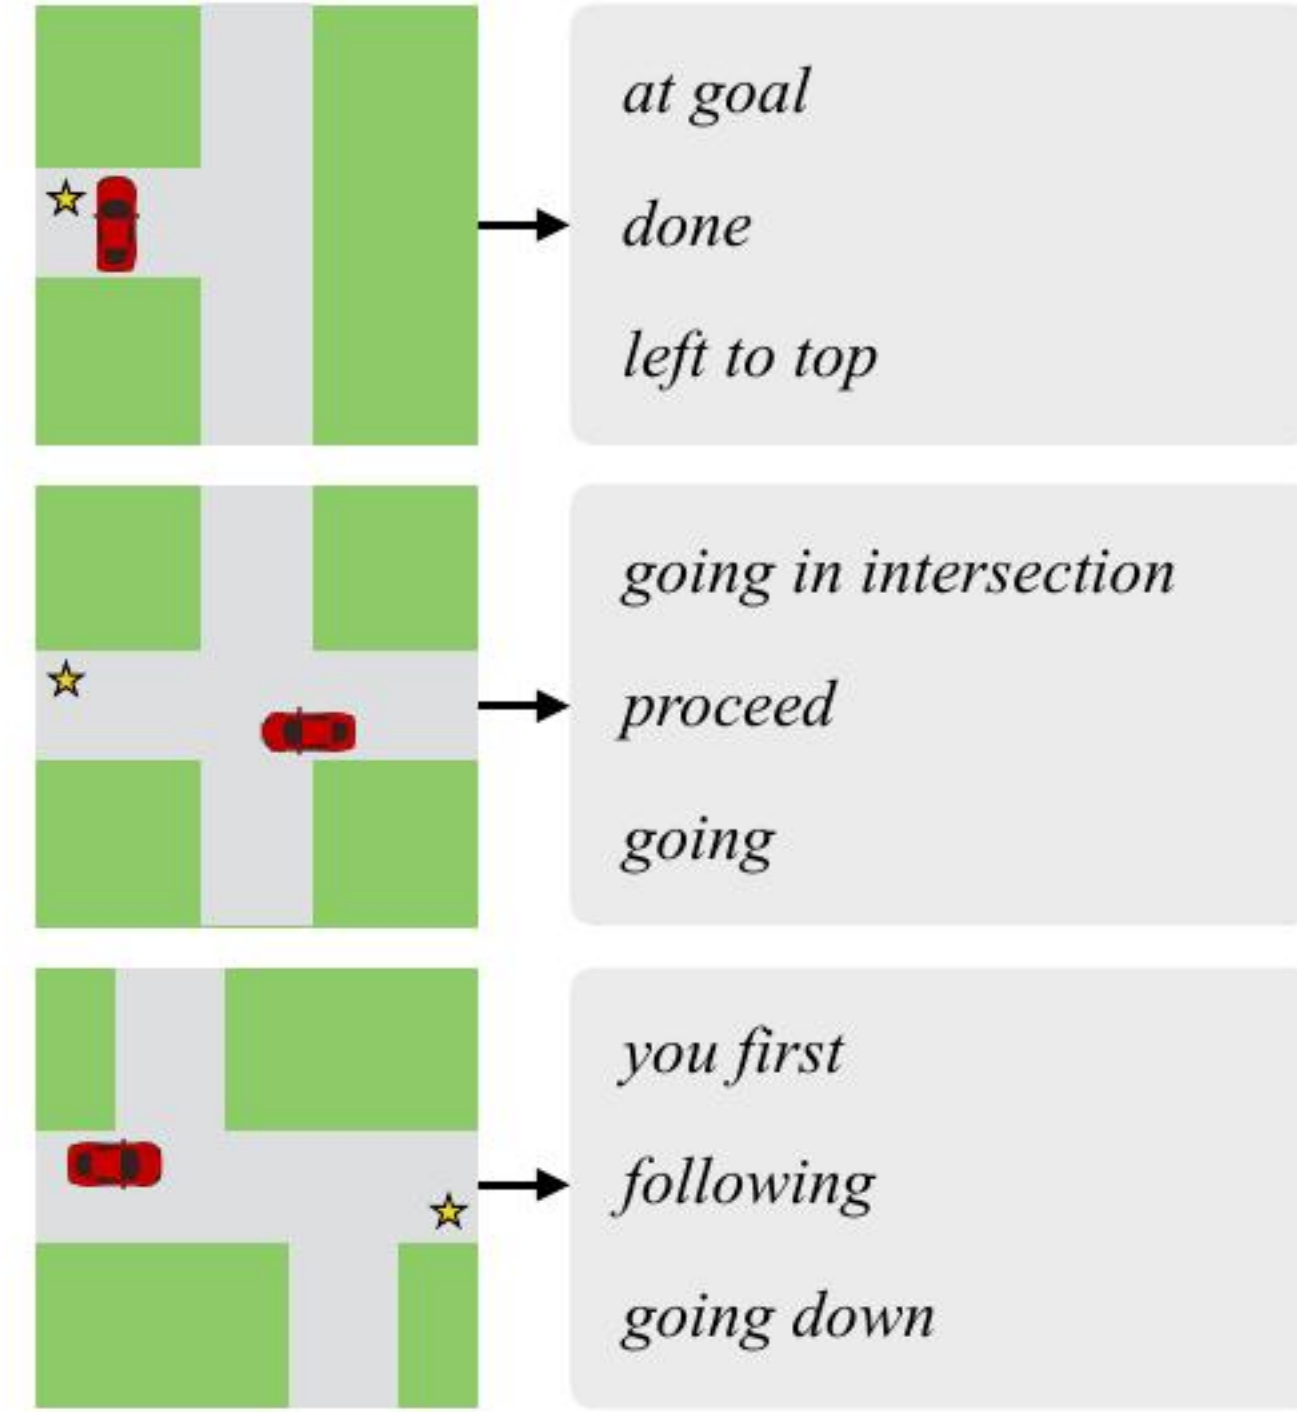 at goal
done
left to top
going in intersection
proceed
going
you first
following
going down